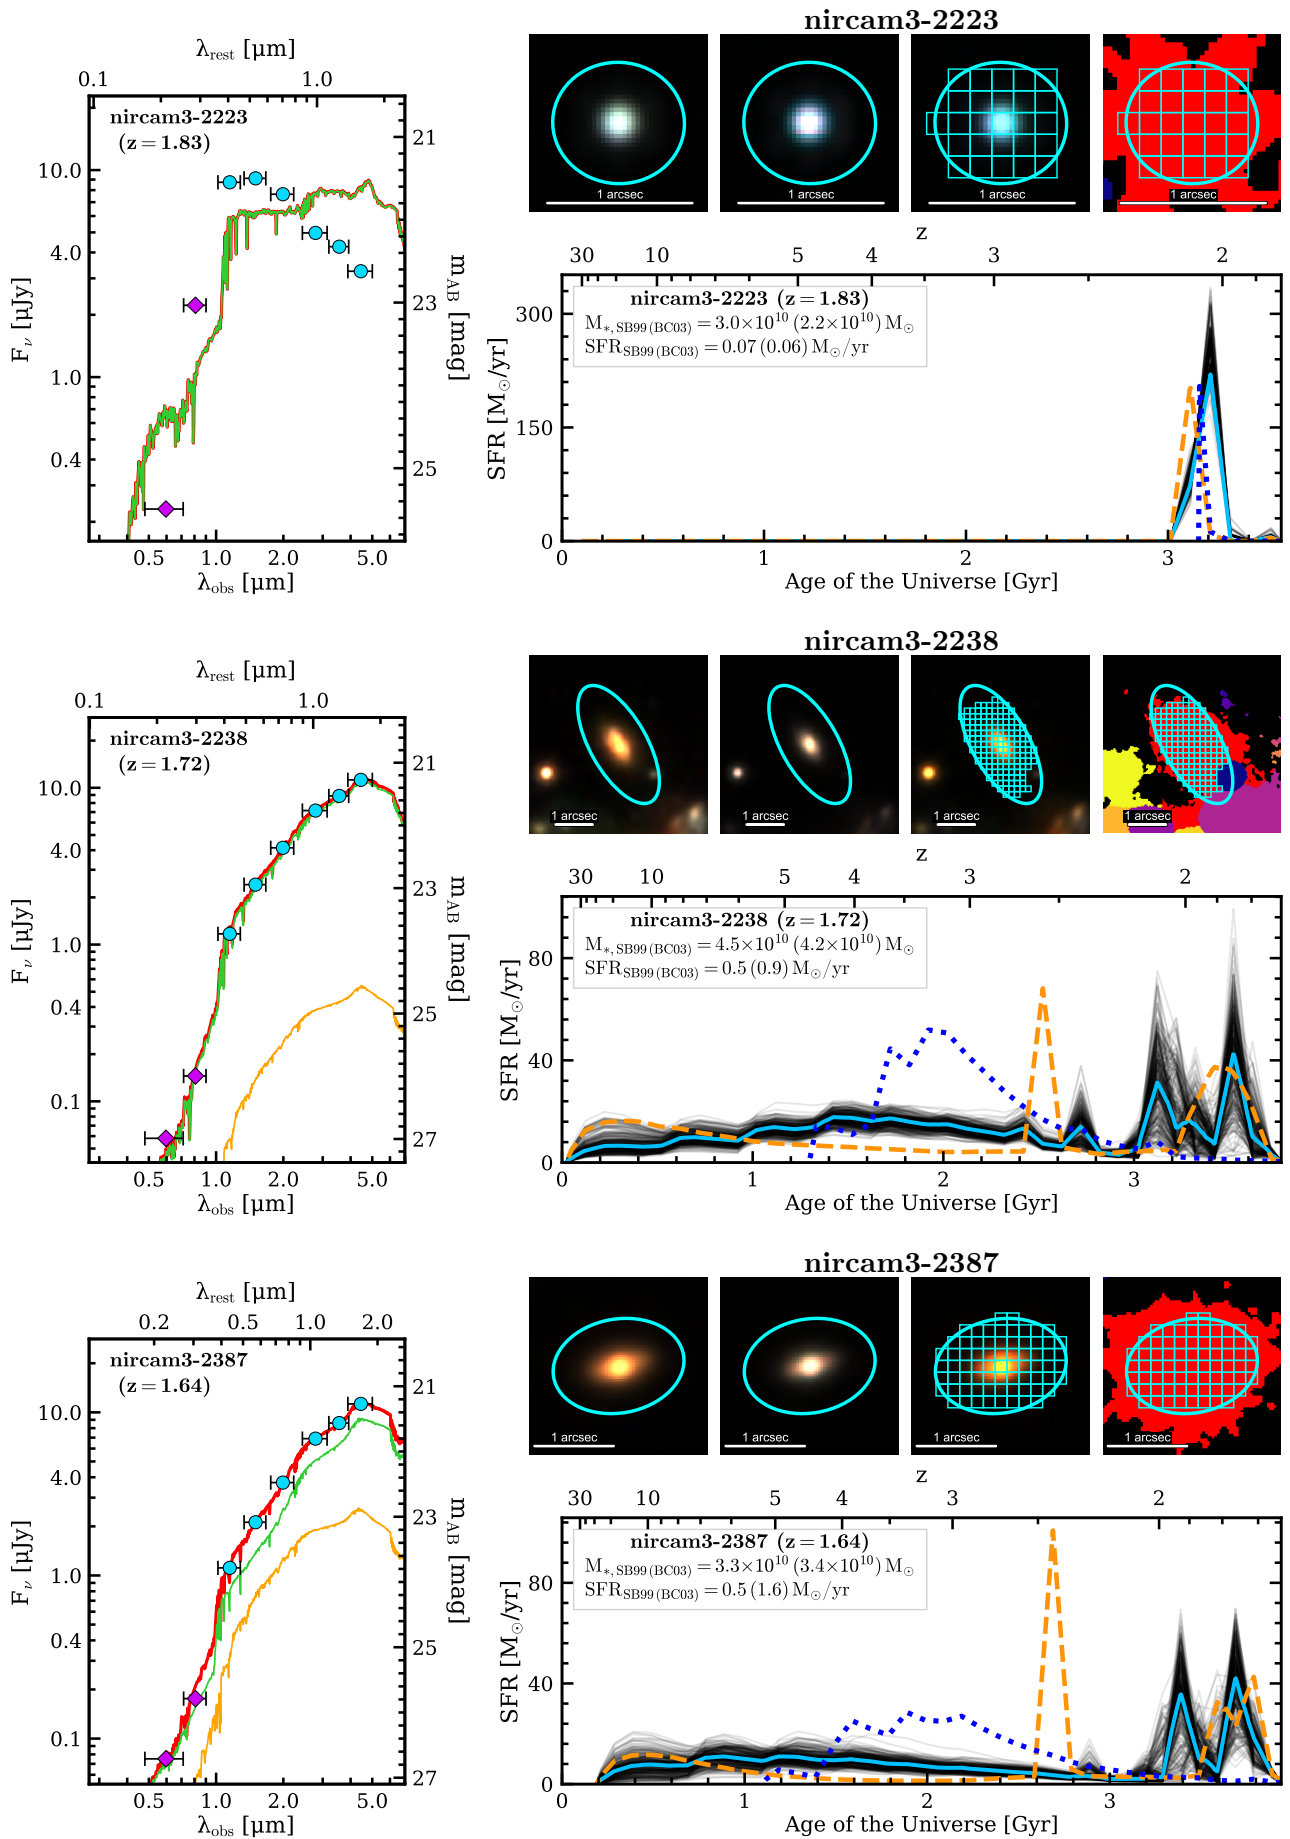 nircam3-2223
λrest [μm]
0.1 1.0
nircam3-2223
(z = 1.83)
21
23
25
10.0
4.0
1.0
0.4
Fν [μJy]
mAB [mag]
0.5 1.0 2.0 5.0
λobs [μm]
1 arcsec 1 arcsec 1 arcsec 1 arcsec
z
30 10 5 4 3 2
nircam3-2223 (z = 1.83)
M*,SB99(BC03) = 3.0×10^10 (2.2×10^10) M⊙
SFRSB99(BC03) = 0.07 (0.06) M⊙/yr
SFR [M⊙/yr]
300
150
0
0 1 2 3
Age of the Universe [Gyr]
nircam3-2238
λrest [μm]
0.1 1.0
nircam3-2238
(z = 1.72)
21
23
25
27
10.0
4.0
1.0
0.4
0.1
Fν [μJy]
mAB [mag]
0.5 1.0 2.0 5.0
λobs [μm]
1 arcsec 1 arcsec 1 arcsec 1 arcsec
z
30 10 5 4 3 2
nircam3-2238 (z = 1.72)
M*,SB99(BC03) = 4.5×10^10 (4.2×10^10) M⊙
SFRSB99(BC03) = 0.5 (0.9) M⊙/yr
SFR [M⊙/yr]
80
40
0
0 1 2 3
Age of the Universe [Gyr]
nircam3-2387
λrest [μm]
0.2 0.5 1.0 2.0
nircam3-2387
(z = 1.64)
21
23
25
27
10.0
4.0
1.0
0.4
0.1
Fν [μJy]
mAB [mag]
0.5 1.0 2.0 5.0
λobs [μm]
1 arcsec 1 arcsec 1 arcsec 1 arcsec
z
30 10 5 4 3 2
nircam3-2387 (z = 1.64)
M*,SB99(BC03) = 3.3×10^10 (3.4×10^10) M⊙
SFRSB99(BC03) = 0.5 (1.6) M⊙/yr
SFR [M⊙/yr]
80
40
0
0 1 2 3
Age of the Universe [Gyr]